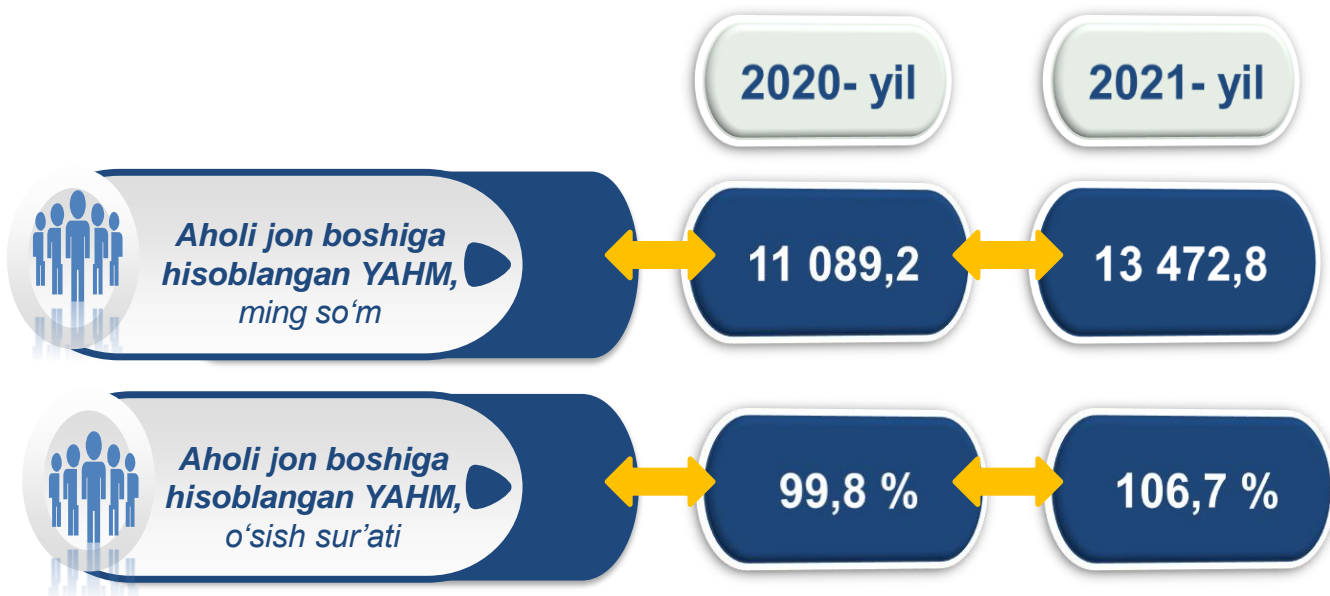 2020- yil
2021- yil
Aholi jon boshiga
hisoblangan YAHM,
ming so‘m
11 089,2
13 472,8
Aholi jon boshiga
hisoblangan YAHM,
o‘sish sur’ati
99,8 %
106,7 %